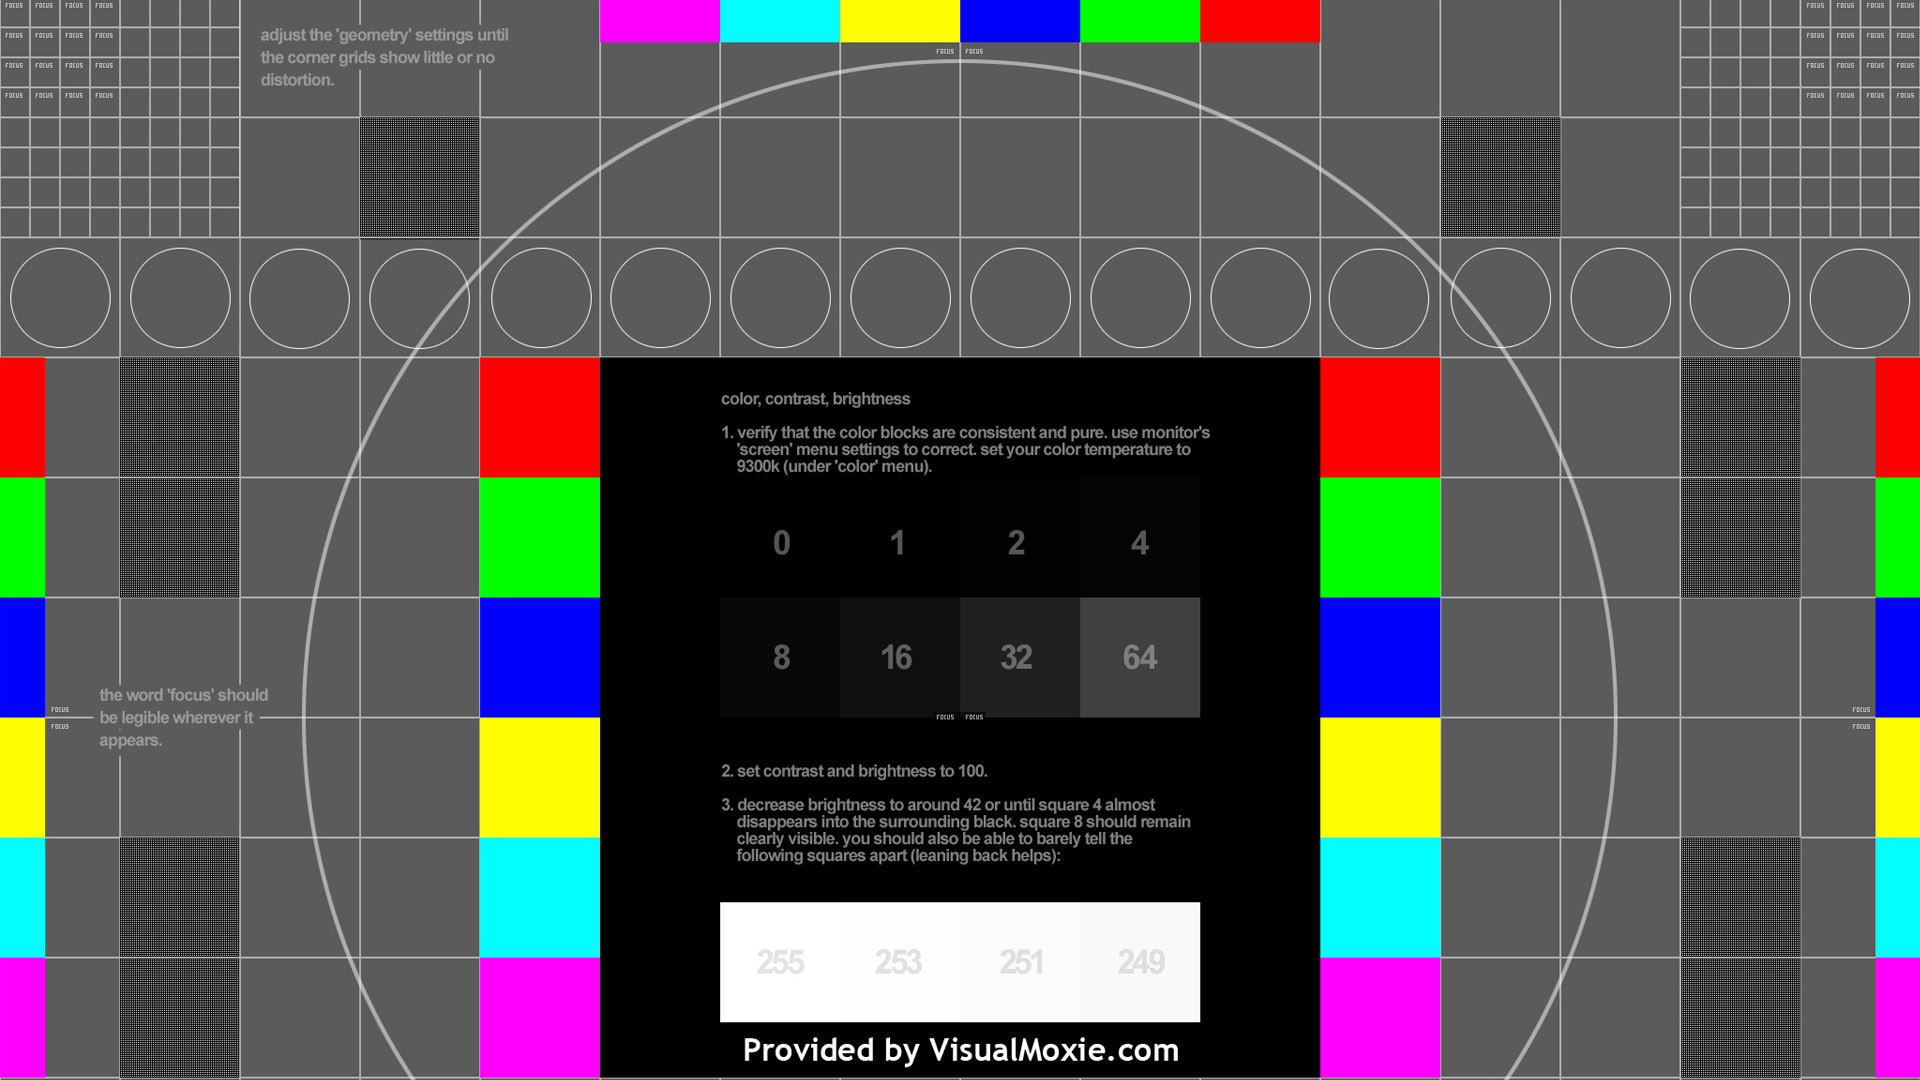 FOCUS FOCUS FOCUS FOCUS
FOCUS FOCUS FOCUS FOCUS
FOCUS FOCUS FOCUS FOCUS
FOCUS FOCUS FOCUS FOCUS
adjust the 'geometry' settings until
the corner grids show little or no
distortion.
FOCUS FOCUS
FOCUS FOCUS FOCUS FOCUS
FOCUS FOCUS FOCUS FOCUS
FOCUS FOCUS FOCUS FOCUS
FOCUS FOCUS FOCUS FOCUS
color, contrast, brightness
1. verify that the color blocks are consistent and pure. use monitor's
'screen' menu settings to correct. set your color temperature to
9300k (under 'color' menu).
0 1 2 4
8 16 32 64
FOCUS FOCUS
the word 'focus' should
be legible wherever it
appears.
FOCUS
FOCUS
FOCUS
FOCUS
2. set contrast and brightness to 100.
3. decrease brightness to around 42 or until square 4 almost
disappears into the surrounding black. square 8 should remain
clearly visible. you should also be able to barely tell the
following squares apart (leaning back helps):
255 253 251 249
Provided by VisualMoxie.com